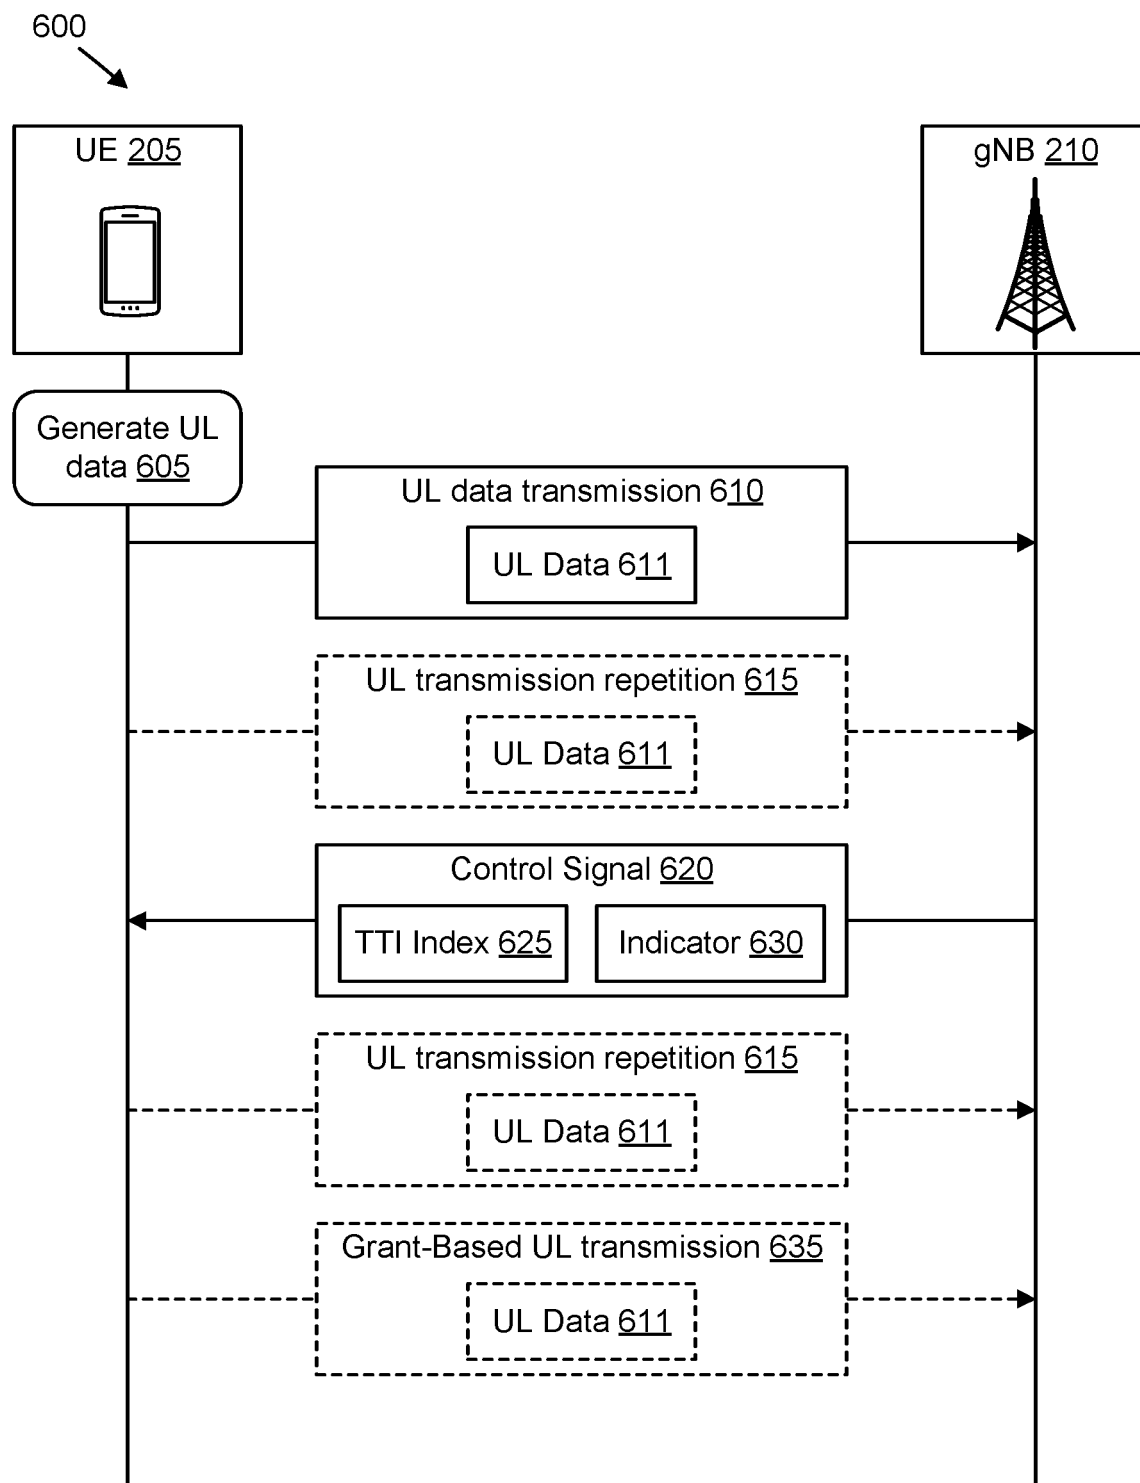 600
UE 205
gNB 210
Generate UL
data 605
UL data transmission 610
UL Data 611
UL transmission repetition 615
UL Data 611
Control Signal 620
TTI Index 625
Indicator 630
UL transmission repetition 615
UL Data 611
Grant-Based UL transmission 635
UL Data 611